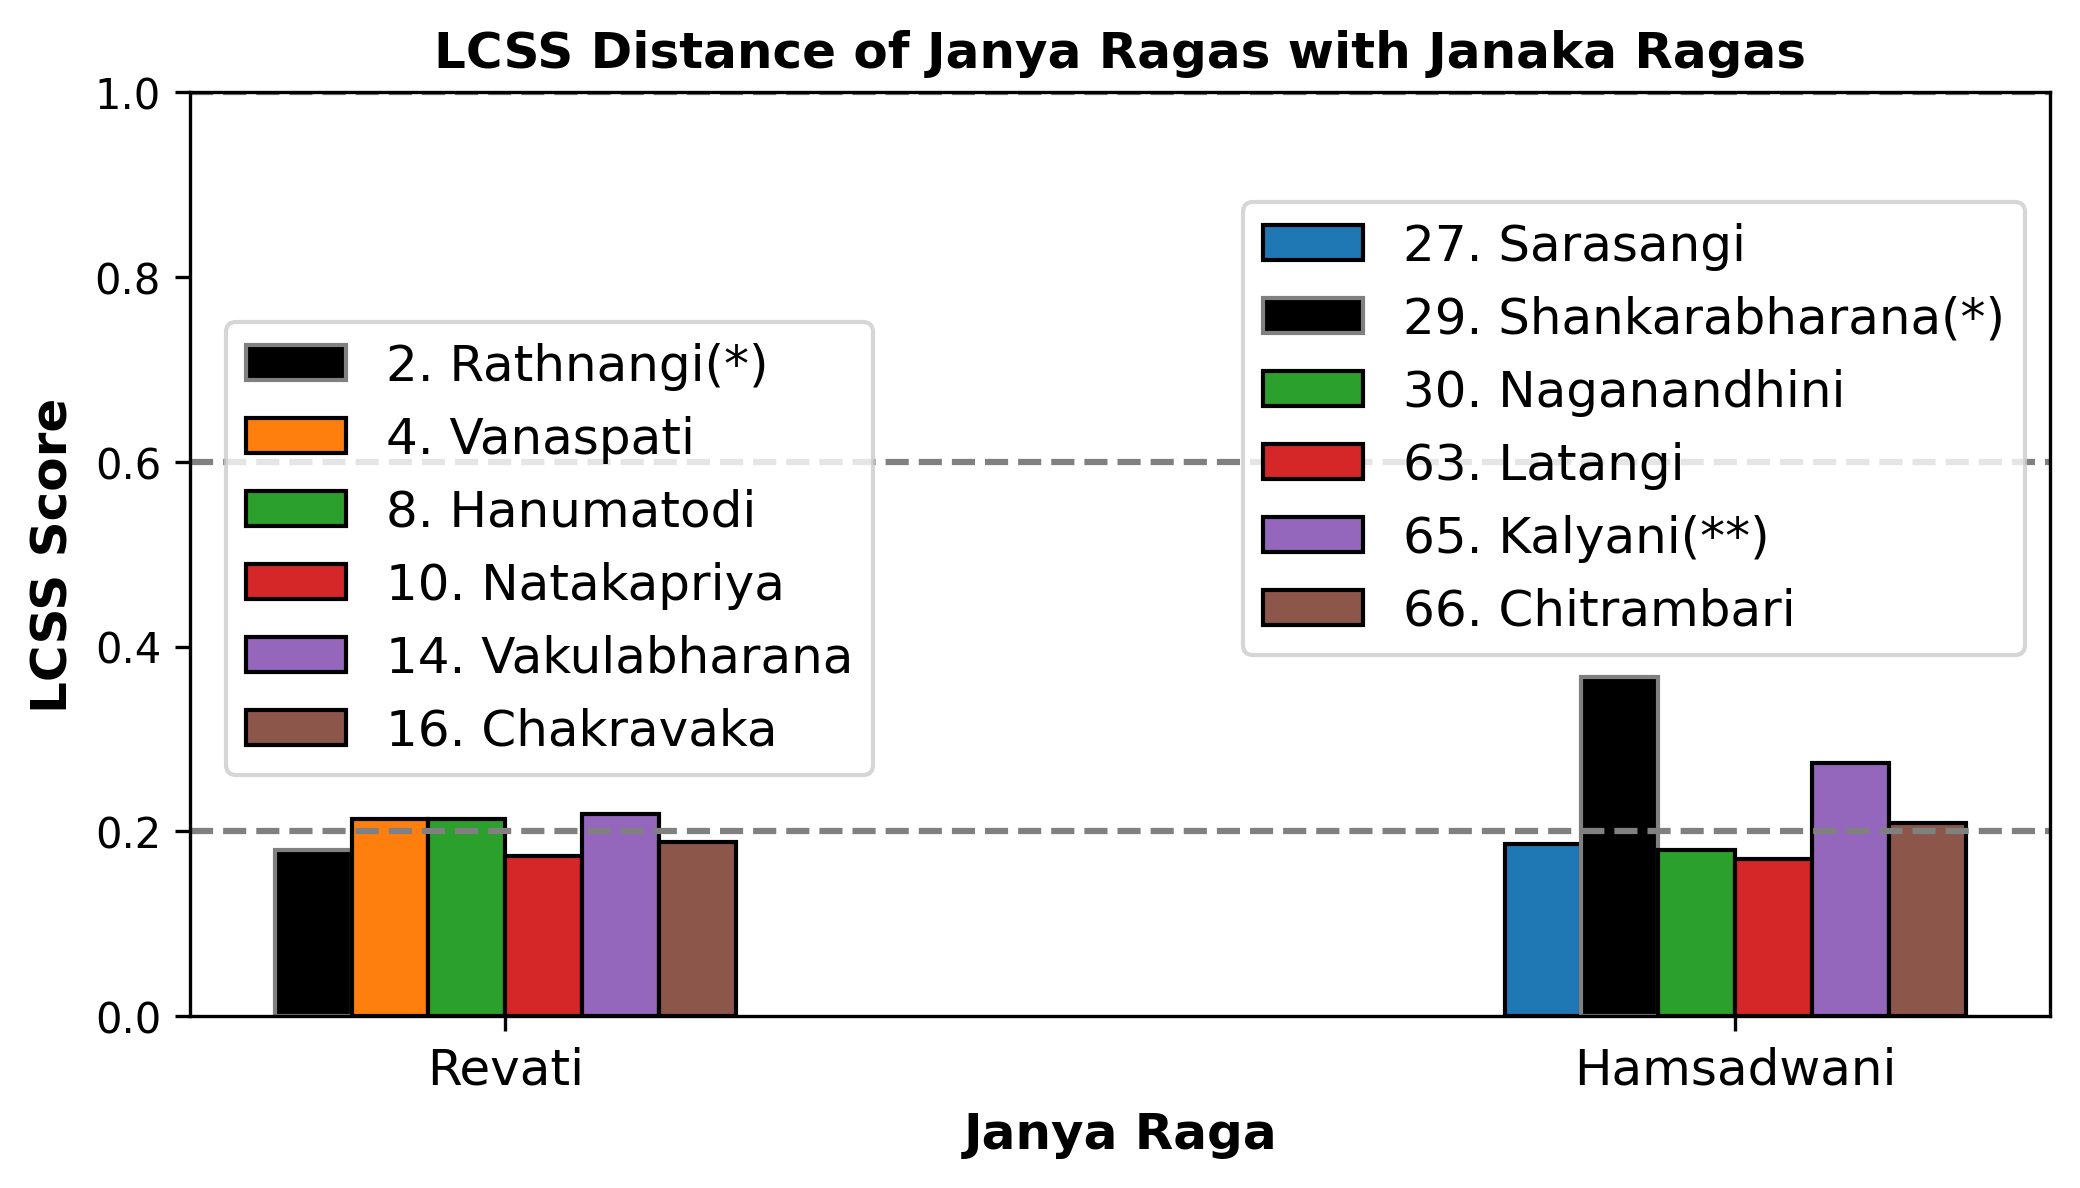 LCSS Distance of Janya Ragas with Janaka Ragas
LCSS Score
1.0
0.8
0.6
0.4
0.2
0.0
2. Rathnangi(*)
4. Vanaspati
8. Hanumatodi
10. Natakapriya
14. Vakulabharana
16. Chakravaka
27. Sarasangi
29. Shankarabharana(*)
30. Naganandhini
63. Latangi
65. Kalyani(**)
66. Chitrambari
Revati
Hamsadwani
Janya Raga